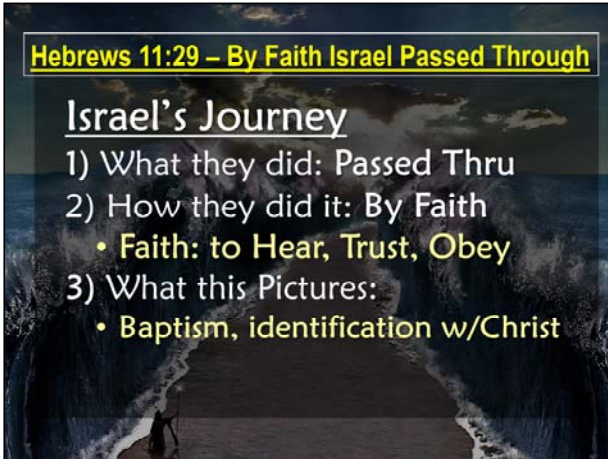 Hebrews 11:29 – By Faith Israel Passed Through
Israel's Journey
1) What they did: Passed Thru
2) How they did it: By Faith
• Faith: to Hear, Trust, Obey
3) What this Pictures:
• Baptism, identification w/Christ